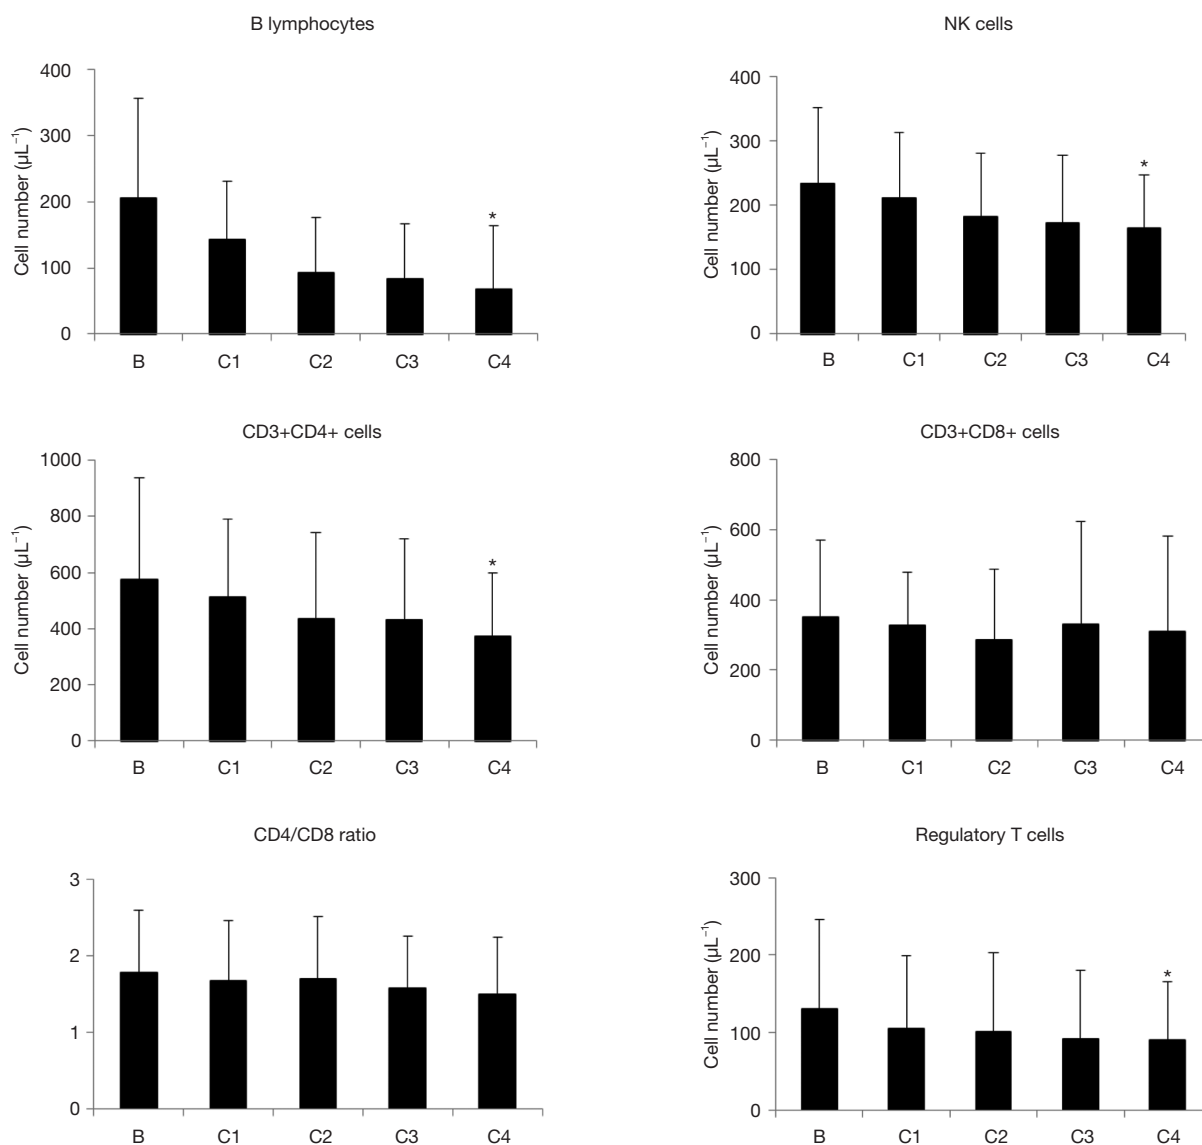 B lymphocytes
Cell number (µL⁻¹)
400
300
200
100
0
*
B C1 C2 C3 C4
NK cells
Cell number (µL⁻¹)
400
300
200
100
0
*
B C1 C2 C3 C4
CD3+CD4+ cells
Cell number (µL⁻¹)
1000
800
600
400
200
0
*
B C1 C2 C3 C4
CD3+CD8+ cells
Cell number (µL⁻¹)
800
600
400
200
0
B C1 C2 C3 C4
CD4/CD8 ratio
3
2
1
0
B C1 C2 C3 C4
Regulatory T cells
Cell number (µL⁻¹)
300
200
100
0
*
B C1 C2 C3 C4